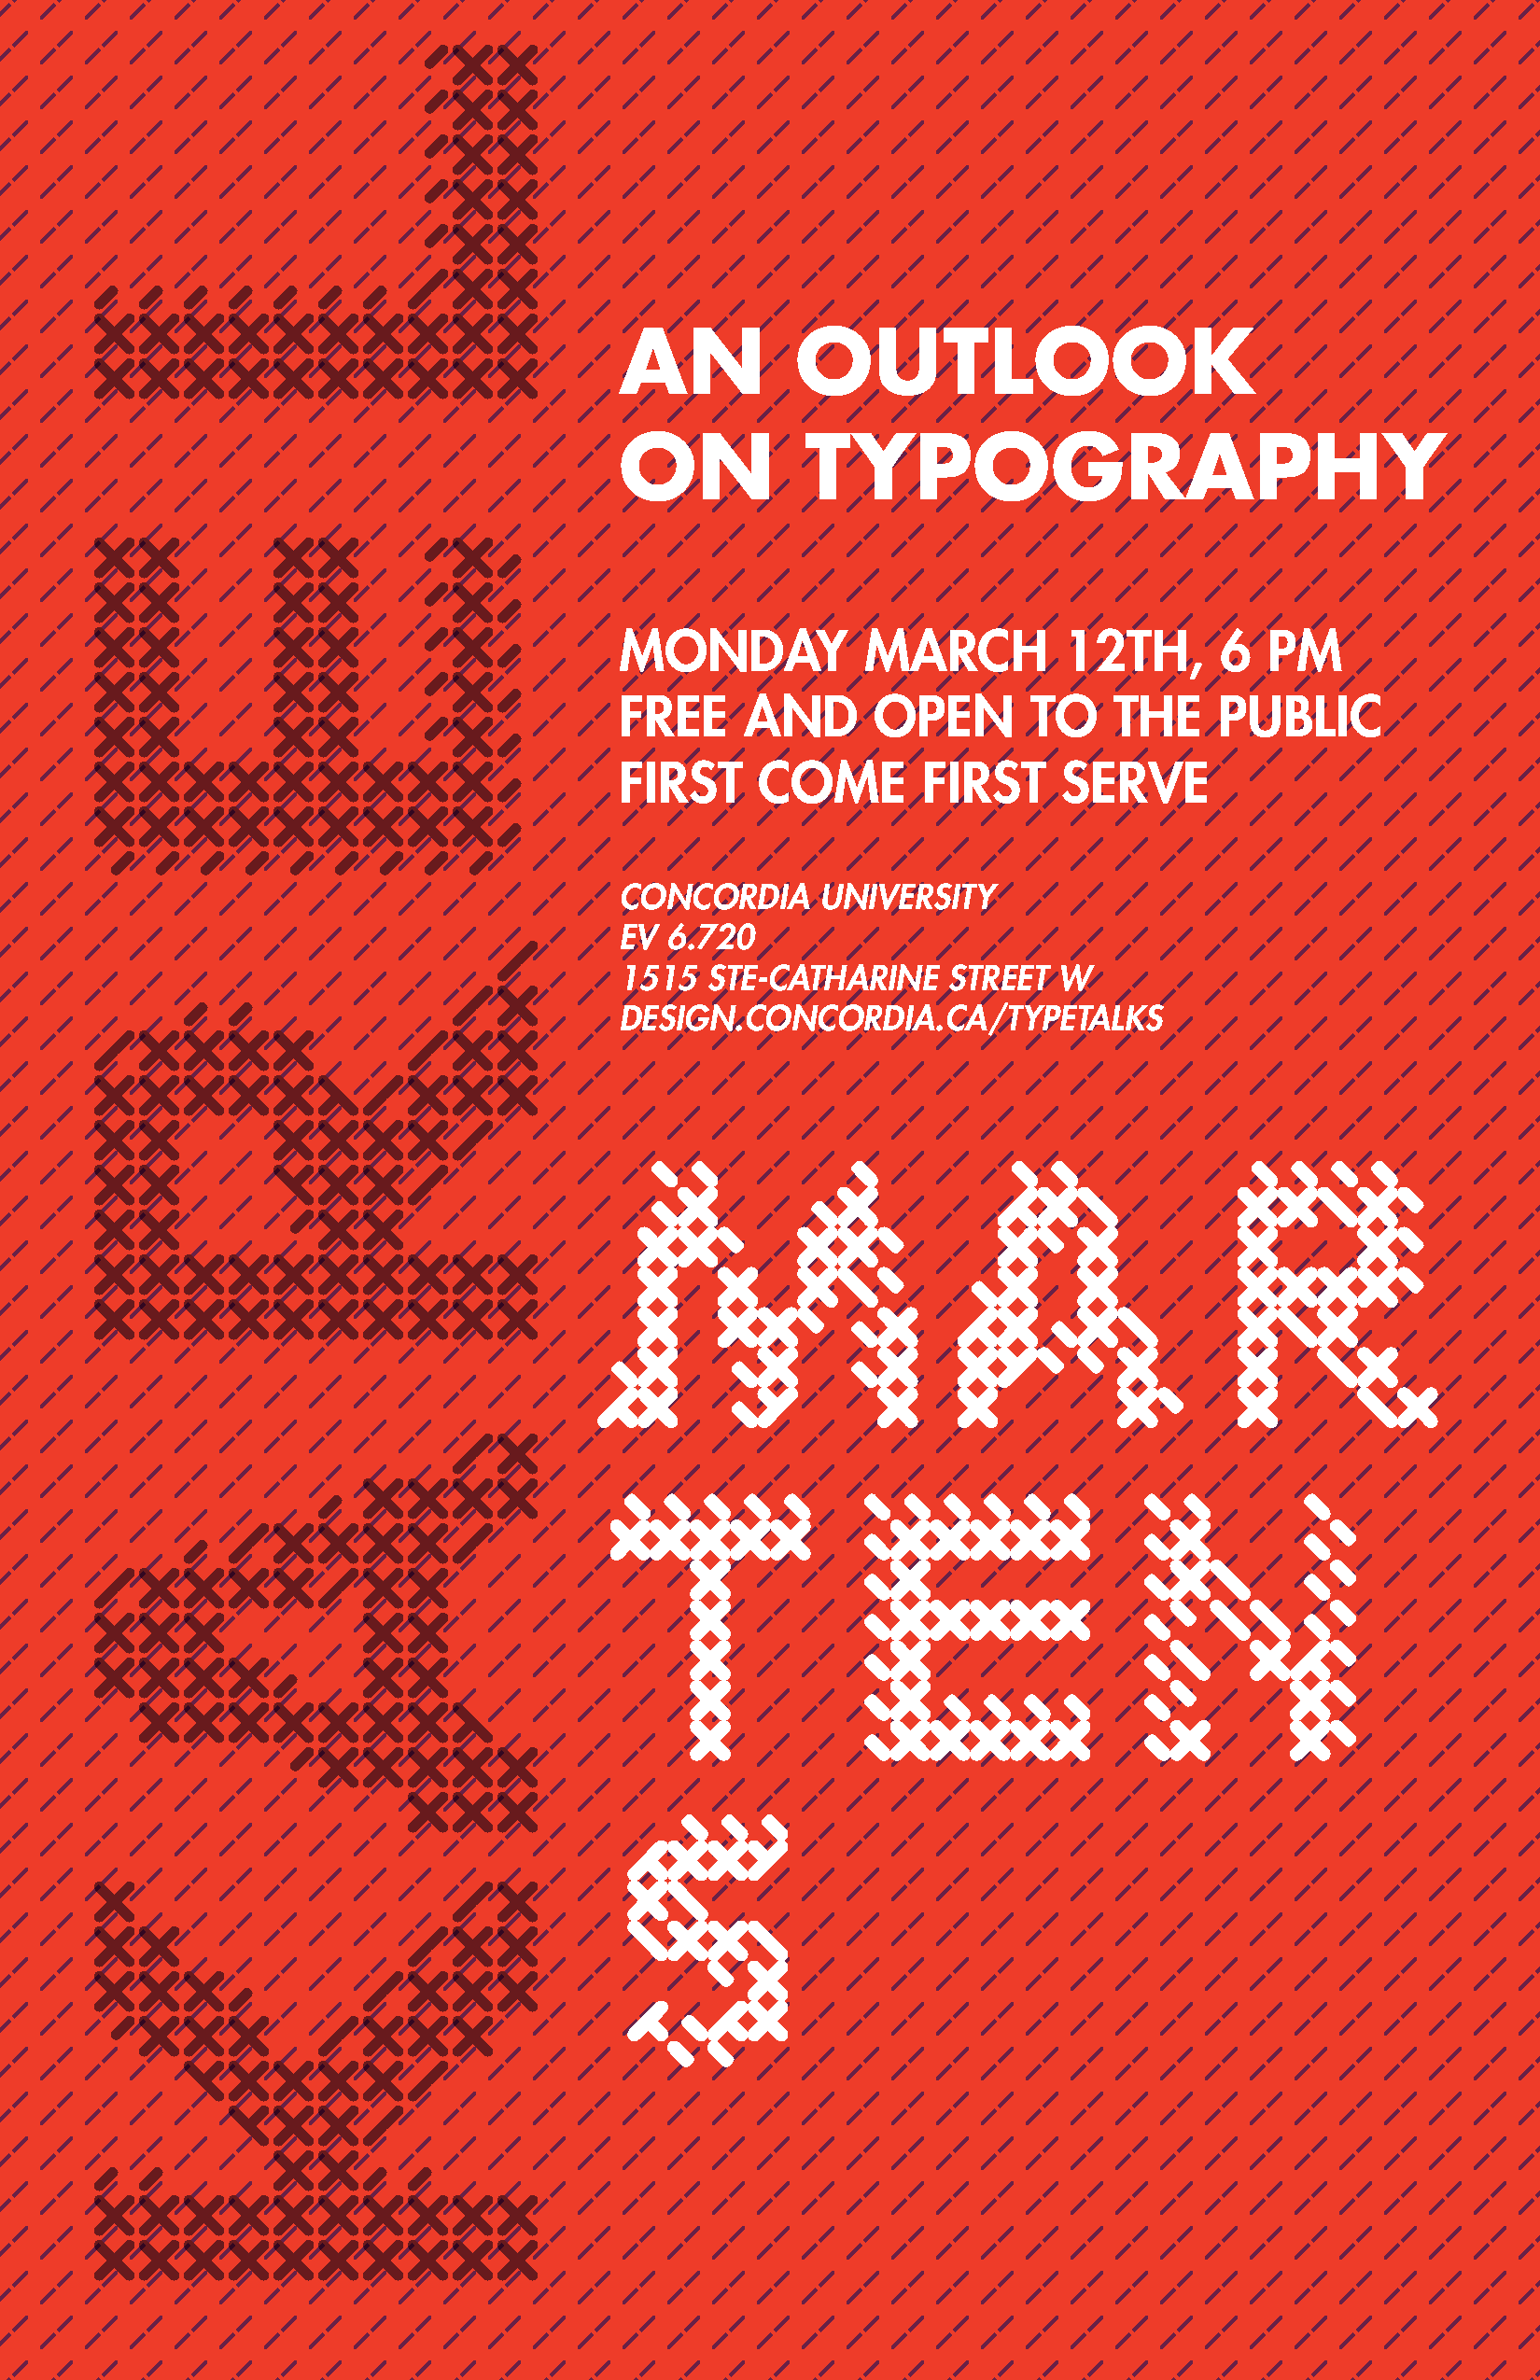 KAREL
AN OUTLOOK
ON TYPOGRAPHY
MONDAY MARCH 12TH, 6 PM
FREE AND OPEN TO THE PUBLIC
FIRST COME FIRST SERVE
CONCORDIA UNIVERSITY
EV 6.720
1515 STE-CATHARINE STREET W
DESIGN.CONCORDIA.CA/TYPETALKS
MAR
TEN
S